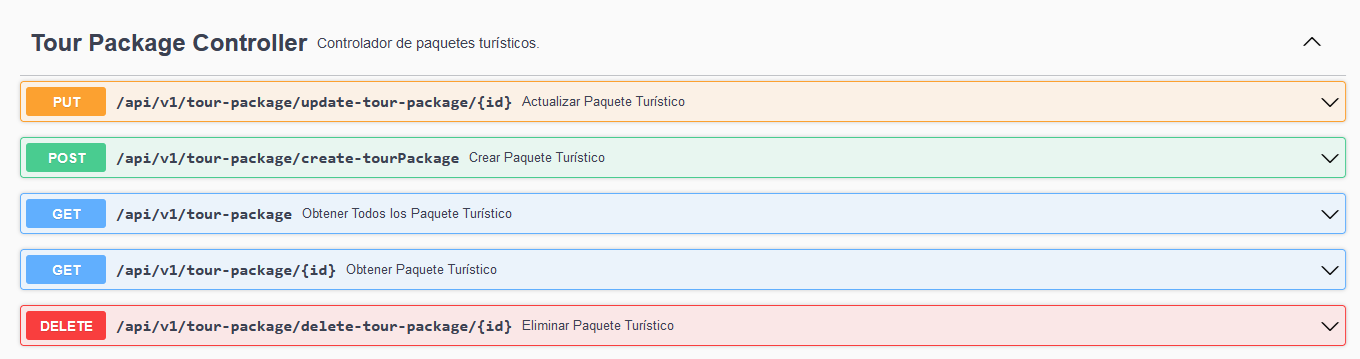 Tour Package Controller Controlador de paquetes turísticos.
PUT /api/v1/tour-package/update-tour-package/{id} Actualizar Paquete Turístico
POST /api/v1/tour-package/create-tourPackage Crear Paquete Turístico
GET /api/v1/tour-package Obtener Todos los Paquete Turístico
GET /api/v1/tour-package/{id} Obtener Paquete Turístico
DELETE /api/v1/tour-package/delete-tour-package/{id} Eliminar Paquete Turístico